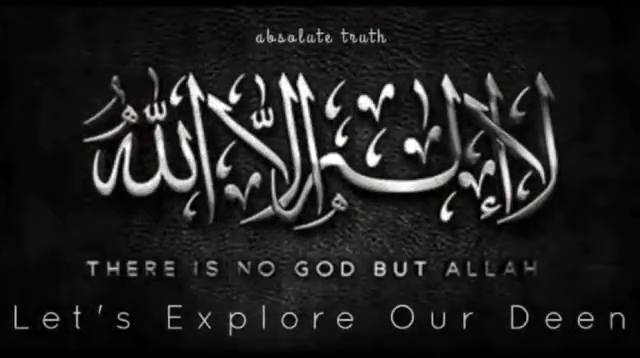 absolute truth
لا إله إلا الله
THERE IS NO GOD BUT ALLAH
Let's Explore Our Deen